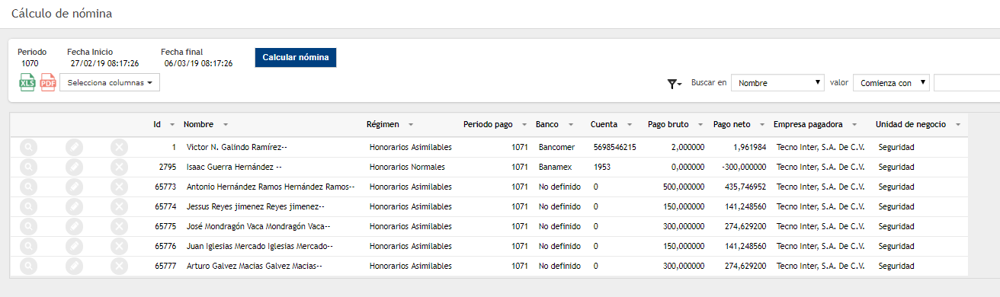 Cálculo de nómina
Periodo Fecha Inicio Fecha final Calcular nómina
1070 27/02/19 08:17:26 06/03/19 08:17:26
XLS PDF Selecciona columnas Buscar en Nombre valor Comienza con
Id Nombre Régimen Periodo pago Banco Cuenta Pago bruto Pago neto Empresa pagadora Unidad de negocio
1 Victor N. Galindo Ramírez-- Honorarios Asimilables 1071 Bancomer 5698546215 2,000000 1,961984 Tecno Inter, S.A. De C.V. Seguridad
2795 Isaac Guerra Hernández -- Honorarios Normales 1071 Banamex 1953 0,000000 -300,000000 Tecno Inter, S.A. De C.V. Seguridad
65773 Antonio Hernández Ramos Hernández Ramos-- Honorarios Asimilables 1071 No definido 0 500,000000 435,746952 Tecno Inter, S.A. De C.V. Seguridad
65774 Jessus Reyes jimenez Reyes jimenez-- Honorarios Asimilables 1071 No definido 0 150,000000 141,248560 Tecno Inter, S.A. De C.V. Seguridad
65775 José Mondragón Vaca Mondragón Vaca-- Honorarios Asimilables 1071 No definido 0 300,000000 274,629200 Tecno Inter, S.A. De C.V. Seguridad
65776 Juan Iglesias Mercado Iglesias Mercado-- Honorarios Asimilables 1071 No definido 0 150,000000 141,248560 Tecno Inter, S.A. De C.V. Seguridad
65777 Arturo Galvez Macias Galvez Macias-- Honorarios Asimilables 1071 No definido 0 300,000000 274,629200 Tecno Inter, S.A. De C.V. Seguridad